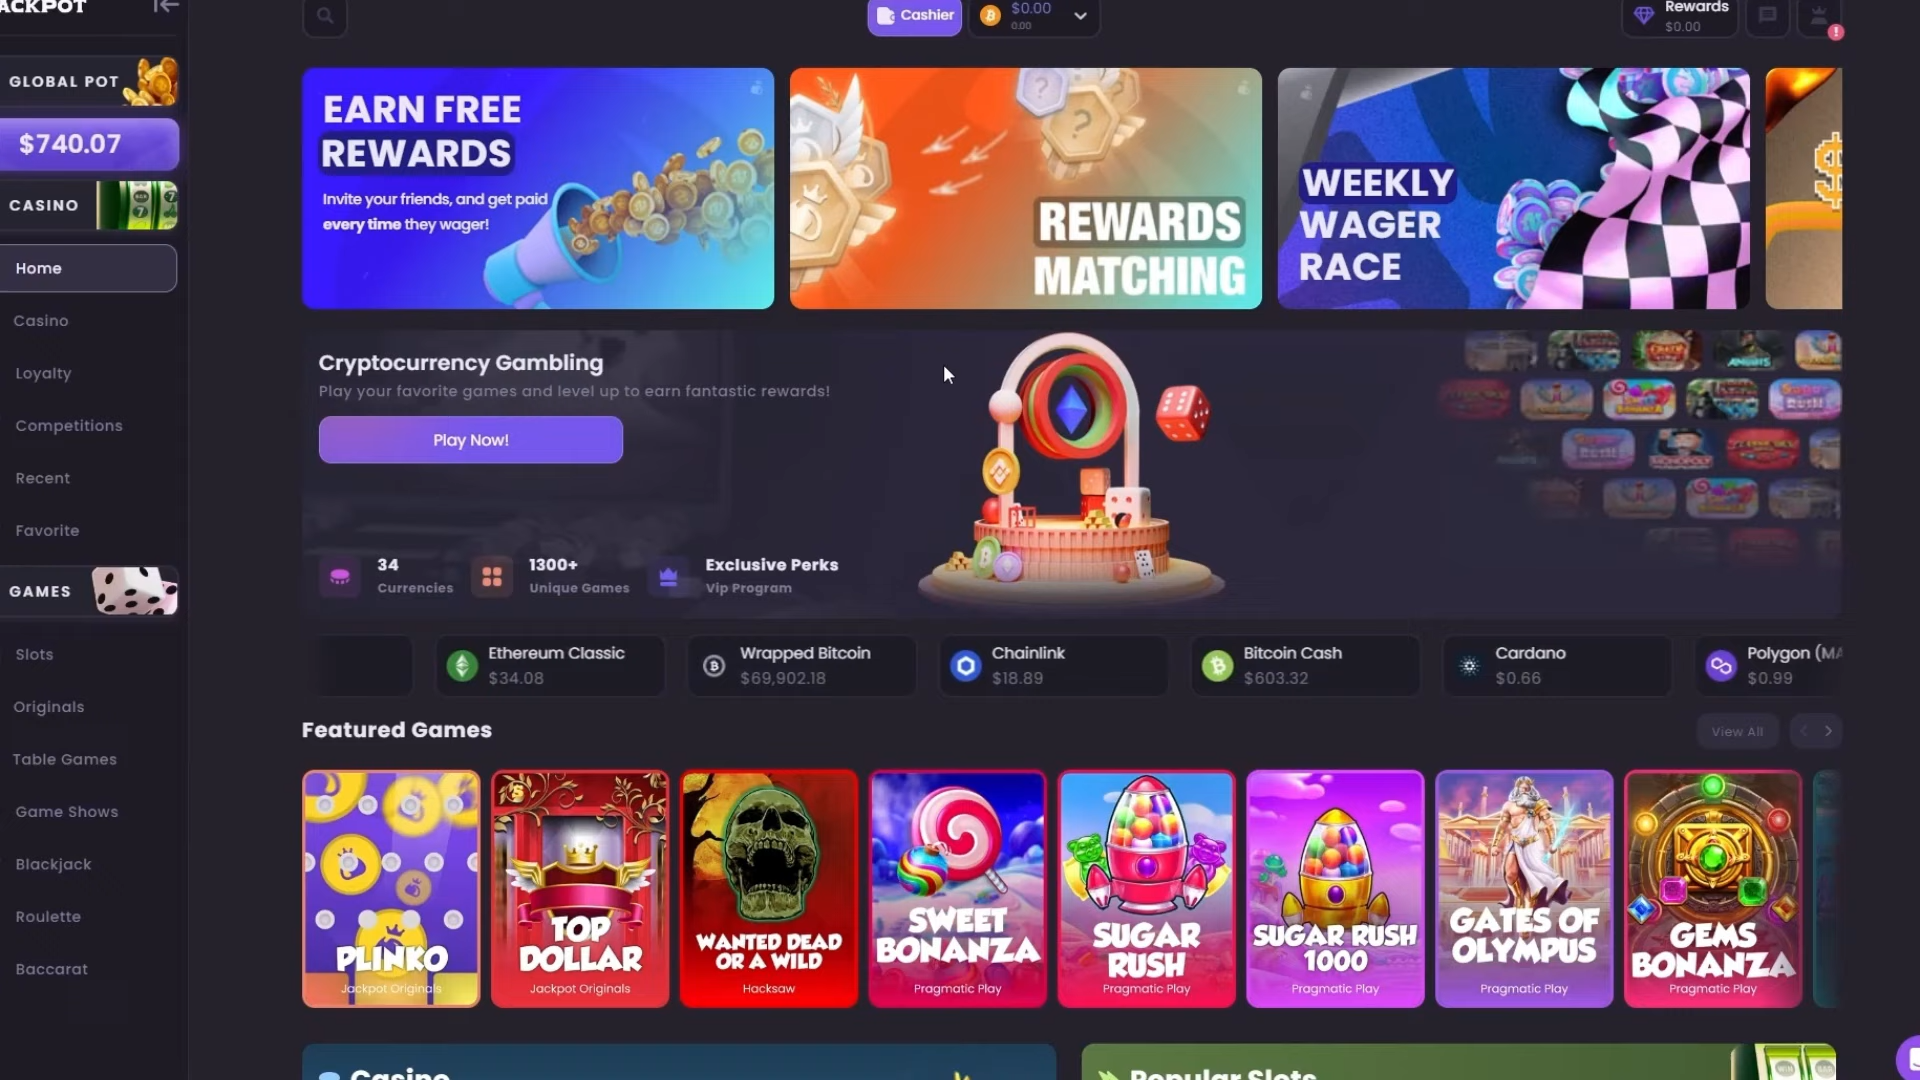 ACKPOT
Cashier
$0.00
0.00
Rewards
$0.00
!
GLOBAL POT
$740.07
CASINO
Home
Casino
Loyalty
Competitions
Recent
Favorite
GAMES
Slots
Originals
Table Games
Game Shows
Blackjack
Roulette
Baccarat
EARN FREE
REWARDS
Invite your friends, and get paid
every time they wager!
REWARDS
MATCHING
WEEKLY
WAGER
RACE
Cryptocurrency Gambling
Play your favorite games and level up to earn fantastic rewards!
Play Now!
34
Currencies
1300+
Unique Games
Exclusive Perks
Vip Program
Ethereum Classic
$34.08
Wrapped Bitcoin
$69,902.18
Chainlink
$18.89
Bitcoin Cash
$603.32
Cardano
$0.66
Polygon (MA
$0.99
Featured Games
View All
PLINKO
Jackpot Originals
TOP
DOLLAR
Jackpot Originals
WANTED DEAD
OR A WILD
Hacksaw
SWEET
BONANZA
Pragmatic Play
SUGAR
RUSH
Pragmatic Play
SUGAR RUSH
1000
Pragmatic Play
GATES OF
OLYMPUS
Pragmatic Play
GEMS
BONANZA
Pragmatic Play
Casino
Popular Slots